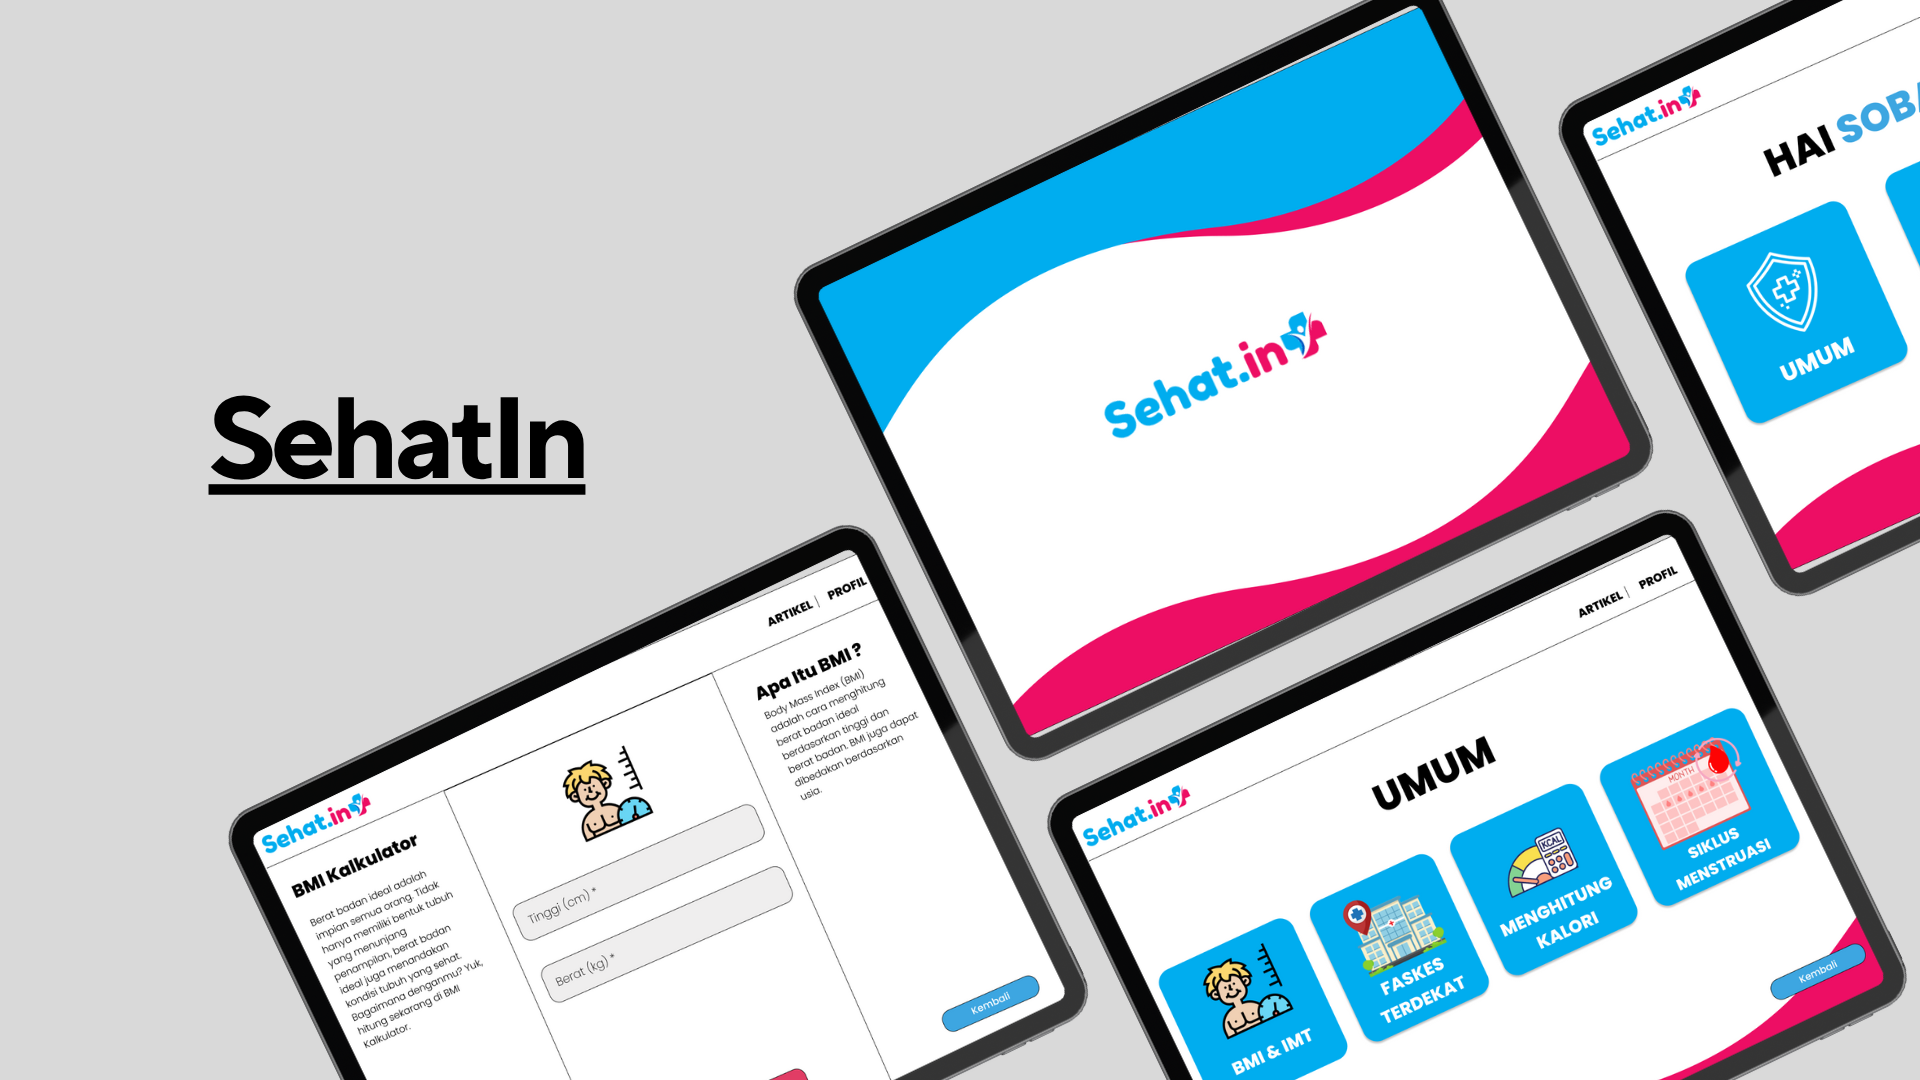 SehatIn
Sehat.in
Sehat.in
HAI SOBA
UMUM
ARTIKEL | PROFIL
Sehat.in
BMI Kalkulator
Berat badan ideal adalah
impian semua orang. Tidak
hanya memiliki bentuk tubuh
yang menunjang
penampilan, berat badan
ideal juga menandakan
kondisi tubuh yang sehat.
Bagaimana denganmu? Yuk,
hitung sekarang di BMI
Kalkulator.
Tinggi (cm) *
Berat (kg) *
Apa Itu BMI ?
Body Mass Index (BMI)
adalah cara menghitung
berat badan ideal
berdasarkan tinggi dan
berat badan. BMI juga dapat
dibedakan berdasarkan
usia.
Kembali
ARTIKEL | PROFIL
Sehat.in
UMUM
BMI & IMT
FASKES
TERDEKAT
KCAL
MENGHITUNG
KALORI
MONTH
SIKLUS
MENSTRUASI
Kembali